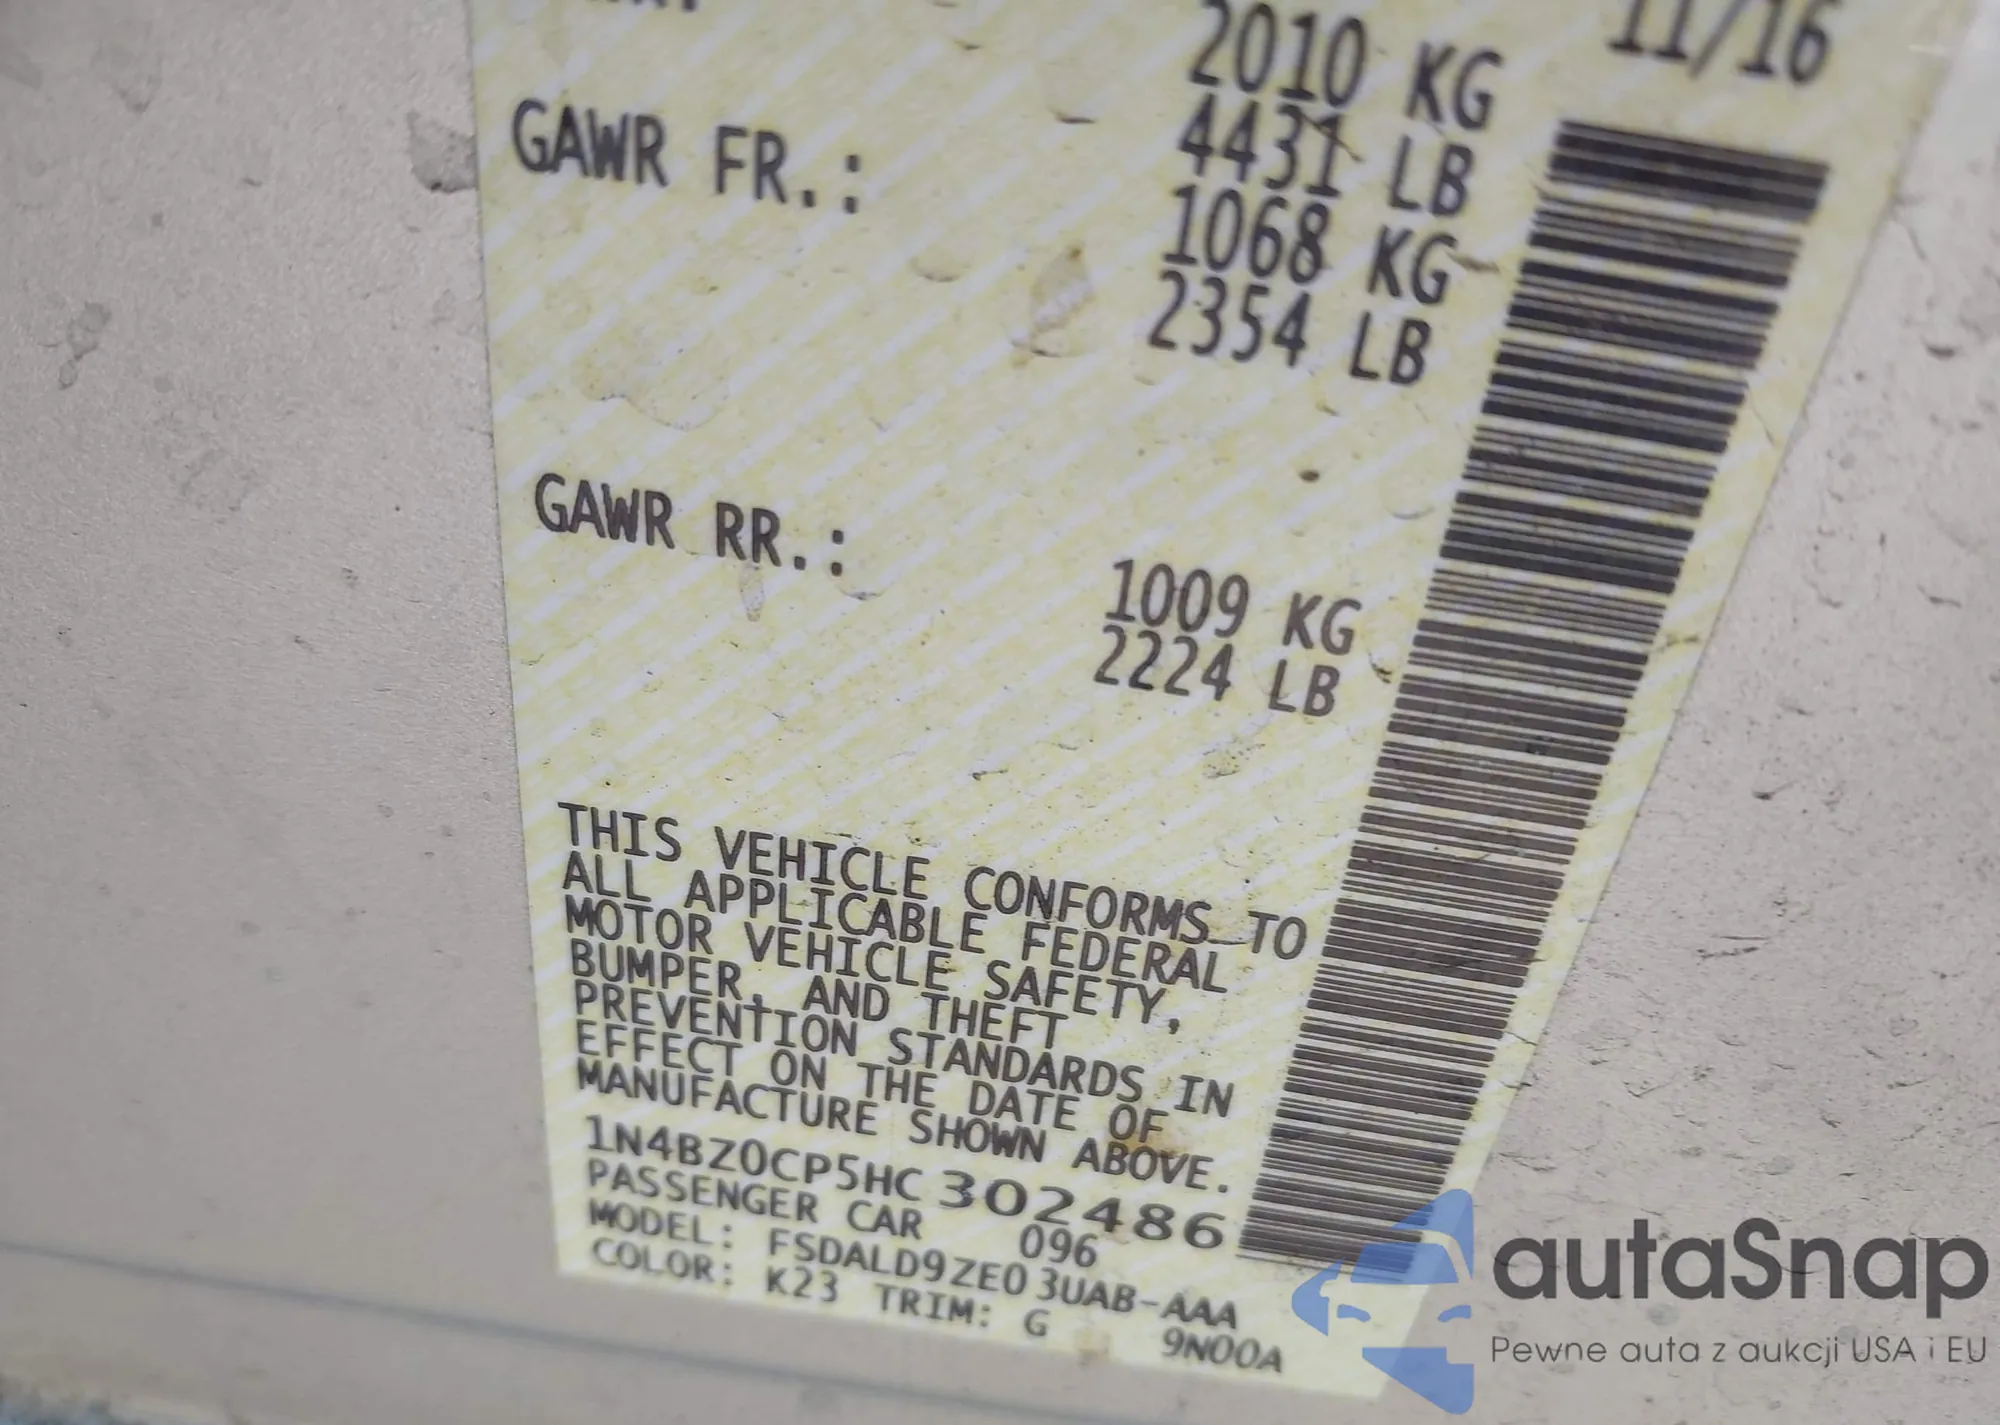 11/16
2010 KG
4431 LB
GAWR FR.:
1068 KG
2354 LB
GAWR RR.:
1009 KG
2224 LB
THIS VEHICLE CONFORMS TO
ALL APPLICABLE FEDERAL
MOTOR VEHICLE SAFETY,
BUMPER, AND THEFT
PREVENTION STANDARDS IN
EFFECT ON THE DATE OF
MANUFACTURE SHOWN ABOVE.
1N4BZ0CP5HC302486
PASSENGER CAR 096
MODEL: FSDALD9ZE0 3UAB-AAA
COLOR: K23 TRIM: G 9N00A
autaSnap
Pewne auta z aukcji USA i EU